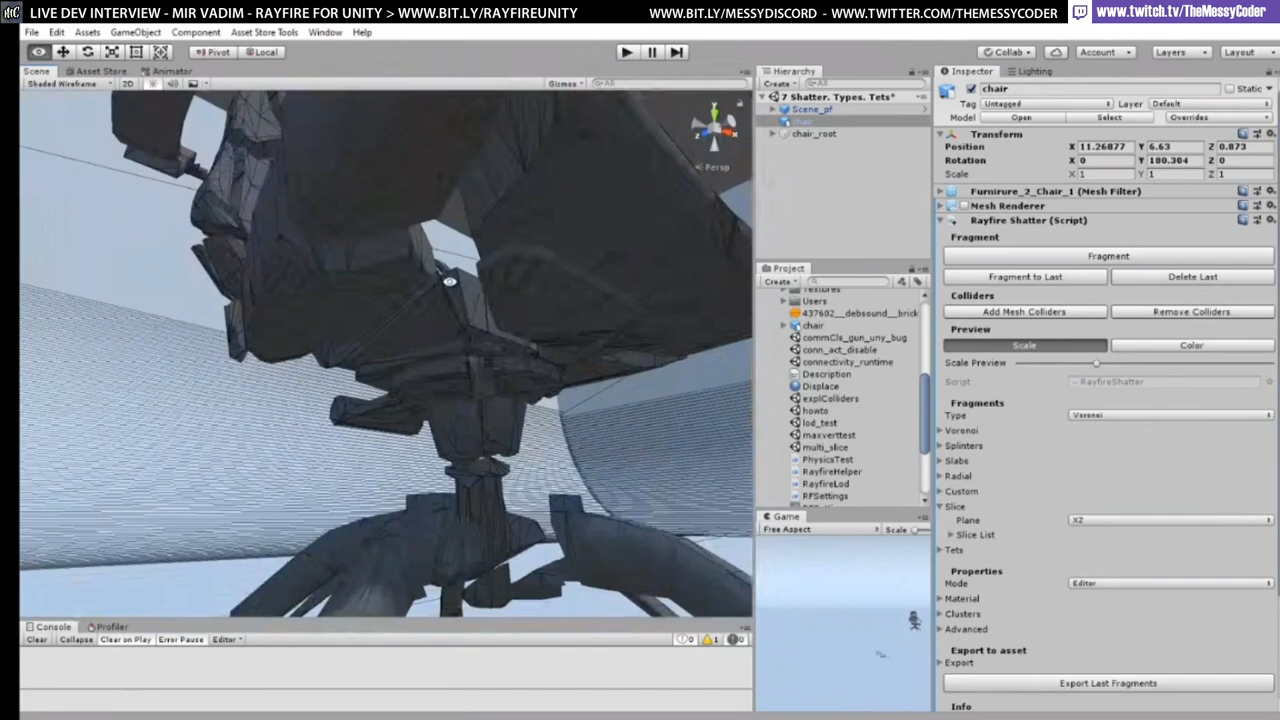 LIVE DEV INTERVIEW - MIR VADIM - RAYFIRE FOR UNITY > WWW.BIT.LY/RAYFIREUNITY
WWW.BIT.LY/MESSYDISCORD - WWW.TWITTER.COM/THEMESSYCODER
www.twitch.tv/TheMessyCoder
File Edit Assets GameObject Component Asset Store Tools Window Help
Pivot Local
Collab Account Layers Layout
Scene Asset Store Animator
Shaded Wireframe 2D Gizmos All
y x z
Persp
Hierarchy
Create All
7 Shatter. Types. Tets*
Scene_pf
chair
chair_root
Project
Create
Textures
Users
437602__debsound__brick
chair
commCls_gun_uny_bug
conn_act_disable
connectivity_runtime
Description
Displace
explColliders
howto
lod_test
maxverttest
multi_slice
PhysicsTest
RayfireHelper
RayfireLod
RFSettings
Game
Free Aspect Scale
Inspector Lighting
chair Static
Tag Untagged Layer Default
Model Open Select Overrides
Transform
Position X 11.26877 Y 6.63 Z 0.873
Rotation X 0 Y 180.304 Z 0
Scale X 1 Y 1 Z 1
Furnirure_2_Chair_1 (Mesh Filter)
Mesh Renderer
Rayfire Shatter (Script)
Fragment
Fragment
Fragment to Last Delete Last
Colliders
Add Mesh Colliders Remove Colliders
Preview
Scale Color
Scale Preview
Script RayfireShatter
Fragments
Type Voronoi
Voronoi
Splinters
Slabs
Radial
Custom
Slice
Plane XZ
Slice List
Tets
Properties
Mode Editor
Material
Clusters
Advanced
Export to asset
Export
Export Last Fragments
Info
Console Profiler
Clear Collapse Clear on Play Error Pause Editor 0 1 0